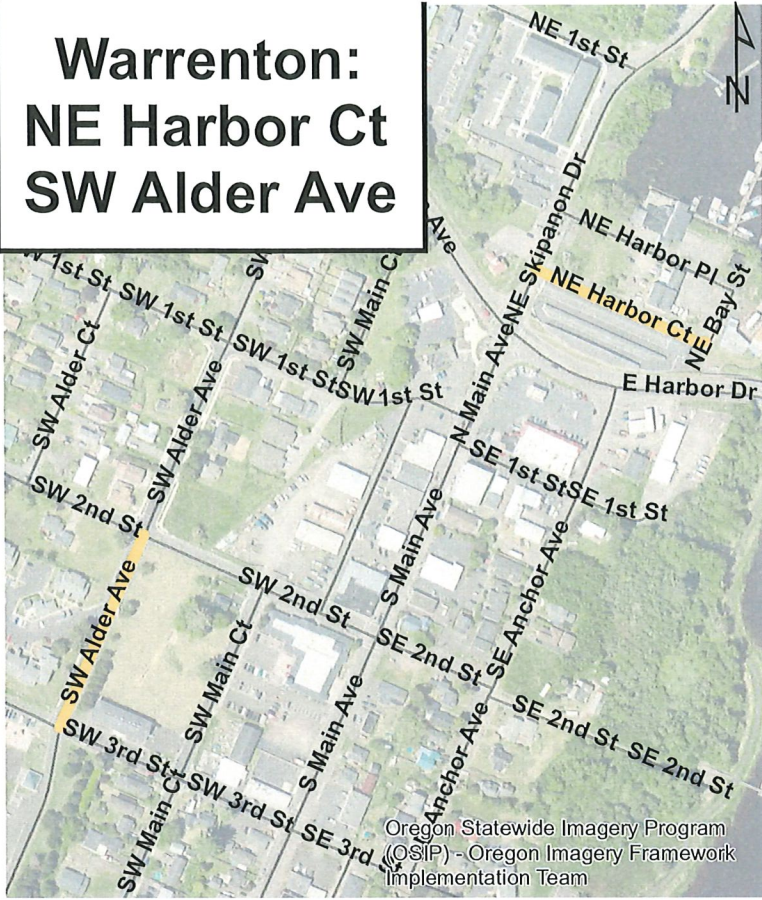 Warrenton:
NE Harbor Ct
SW Alder Ave
NE 1st St
N
NE Skipanon Dr
NE Harbor Pl
NE Harbor Ct
NE Bay St
E Harbor Dr
Ave
SW
SW Main Ct
1st St
SW 1st St
SW 1st St
SW 1st St
SW Alder Ct
SW Alder Ave
N Main Ave
SE 1st St
SE 1st St
SW 2nd St
S Main Ave
SE Anchor Ave
SW Alder Ave
SW 2nd St
SE 2nd St
SE 2nd St
SE 2nd St
SW Main Ct
S Main Ave
Anchor Ave
SW 3rd St
SW 3rd St
SE 3rd St
SW Main Ct
Oregon Statewide Imagery Program
(OSIP) - Oregon Imagery Framework
Implementation Team